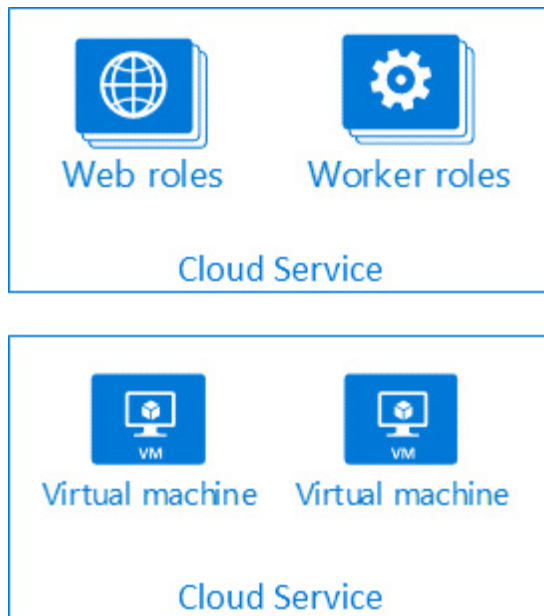 Web roles Worker roles
Cloud Service
VM VM
Virtual machine Virtual machine
Cloud Service